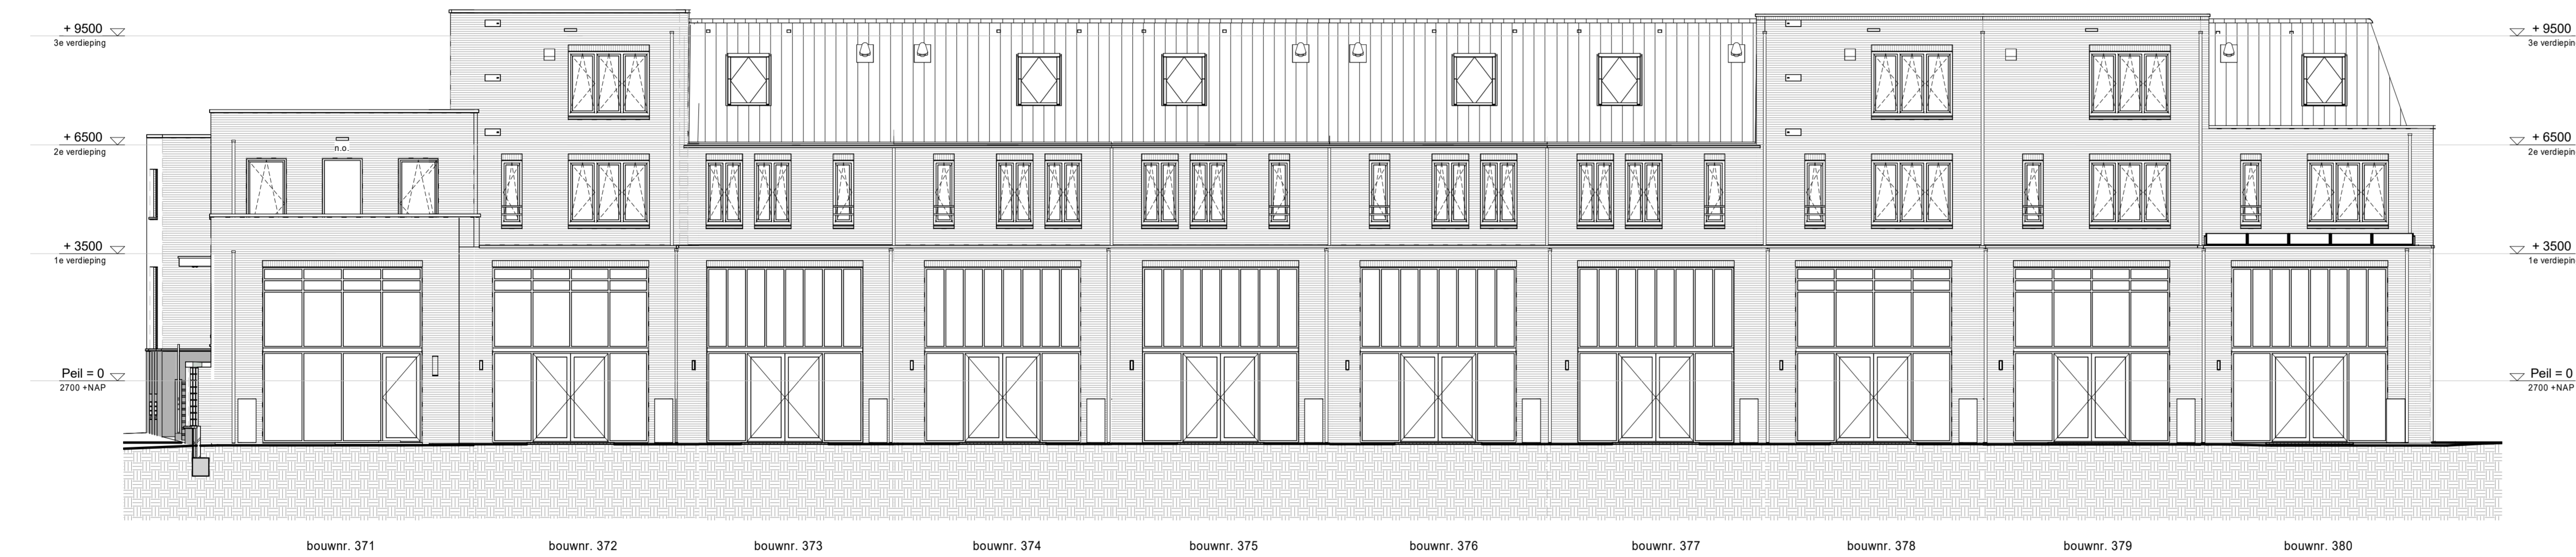 + 9500
3e verdieping
+ 9500
3e verdiepin
+ 6500
2e verdieping
n.o.
+ 6500
2e verdiepin
+ 3500
1e verdieping
+ 3500
1e verdiepin
Peil = 0
2700 +NAP
Peil = 0
2700 +NAP
bouwnr. 371
bouwnr. 372
bouwnr. 373
bouwnr. 374
bouwnr. 375
bouwnr. 376
bouwnr. 377
bouwnr. 378
bouwnr. 379
bouwnr. 380